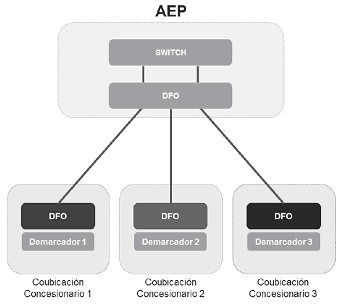 AEP
SWITCH
DFO
DFO
Demarcador 1
DFO
Demarcador 2
DFO
Demarcador 3
Coubicación
Concesionario 1
Coubicación
Concesionario 2
Coubicación
Concesionario 3